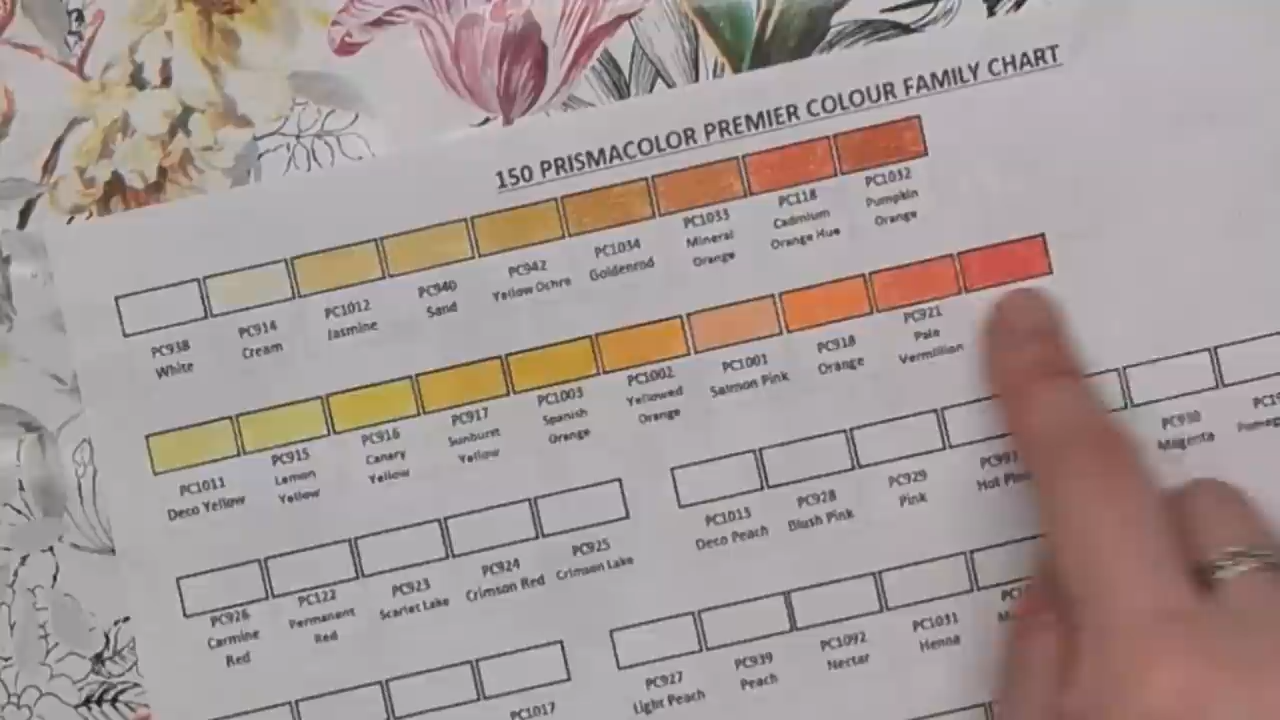 150 PRISMACOLOR PREMIER COLOUR FAMILY CHART
PC938
White
PC914
Cream
PC1012
Jasmine
PC940
Sand
PC942
Yellow Ochre
PC1034
Goldenrod
PC1033
Mineral
Orange
PC118
Cadmium
Orange Hue
PC1032
Pumpkin
Orange
PC1011
Deco Yellow
PC915
Lemon
Yellow
PC916
Canary
Yellow
PC917
Sunburst
Yellow
PC1003
Spanish
Orange
PC1002
Yellowed
Orange
PC1001
Salmon Pink
PC918
Orange
PC921
Pale
Vermillion
PC926
Carmine
Red
PC122
Permanent
Red
PC923
Scarlet Lake
PC924
Crimson Red
PC925
Crimson Lake
PC1013
Deco Peach
PC928
Blush Pink
PC929
Pink
PC993
Hot
PC930
Magenta
PC1017
PC927
Light Peach
PC939
Peach
PC1092
Nectar
PC1031
Henna